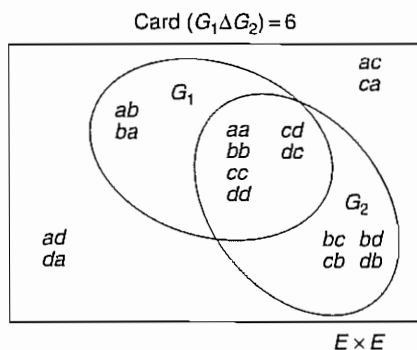 Card (G₁ΔG₂) = 6
ac
ca
G₁
ab
ba
aa cd
bb dc
cc
dd
G₂
bc bd
cb db
ad
da
E × E